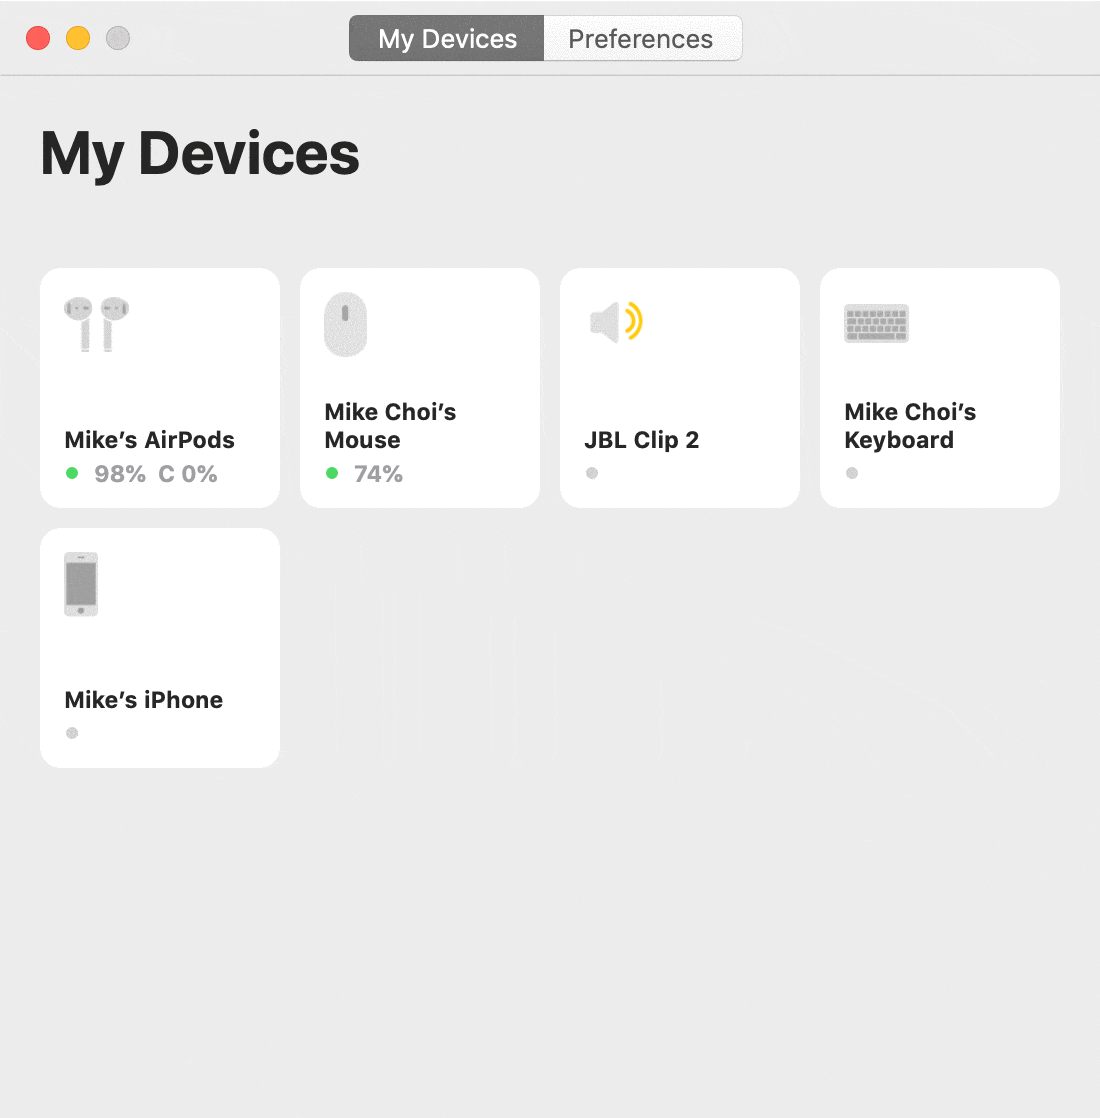 My Devices
Preferences
My Devices
Mike’s AirPods
98% C 0%
Mike Choi’s
Mouse
74%
JBL Clip 2
Mike Choi’s
Keyboard
Mike’s iPhone